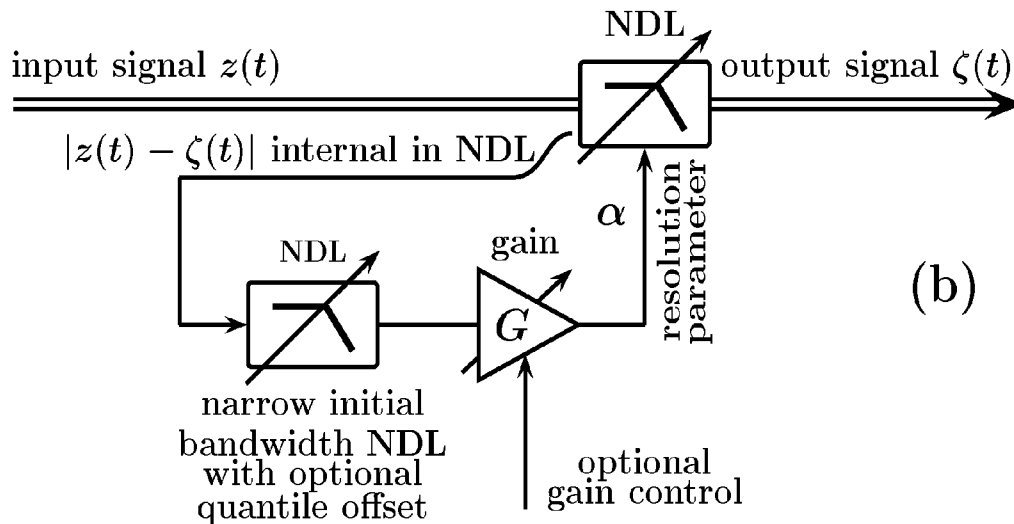 NDL
input signal z(t)
output signal ζ(t)
|z(t) − ζ(t)| internal in NDL
α
resolution
parameter
NDL
gain
G
(b)
narrow initial
bandwidth NDL
with optional
quantile offset
optional
gain control